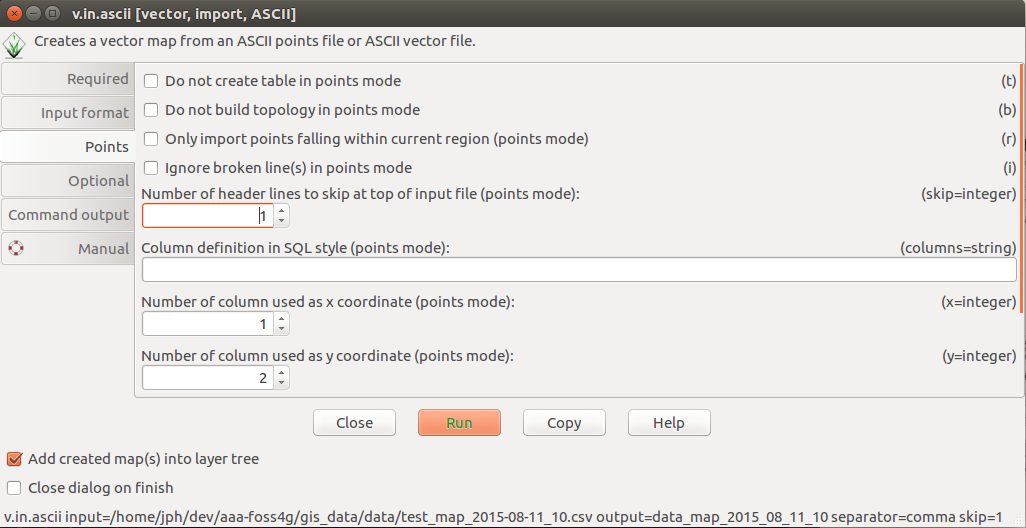 v.in.ascii [vector, import, ASCII]
Creates a vector map from an ASCII points file or ASCII vector file.
Required
Input format
Points
Optional
Command output
Manual
Do not create table in points mode (t)
Do not build topology in points mode (b)
Only import points falling within current region (points mode) (r)
Ignore broken line(s) in points mode (i)
Number of header lines to skip at top of input file (points mode): (skip=integer)
1
Column definition in SQL style (points mode): (columns=string)
Number of column used as x coordinate (points mode): (x=integer)
1
Number of column used as y coordinate (points mode): (y=integer)
2
Close Run Copy Help
Add created map(s) into layer tree
Close dialog on finish
v.in.ascii input=/home/jph/dev/aaa-foss4g/gis_data/data/test_map_2015-08-11_10.csv output=data_map_2015_08_11_10 separator=comma skip=1